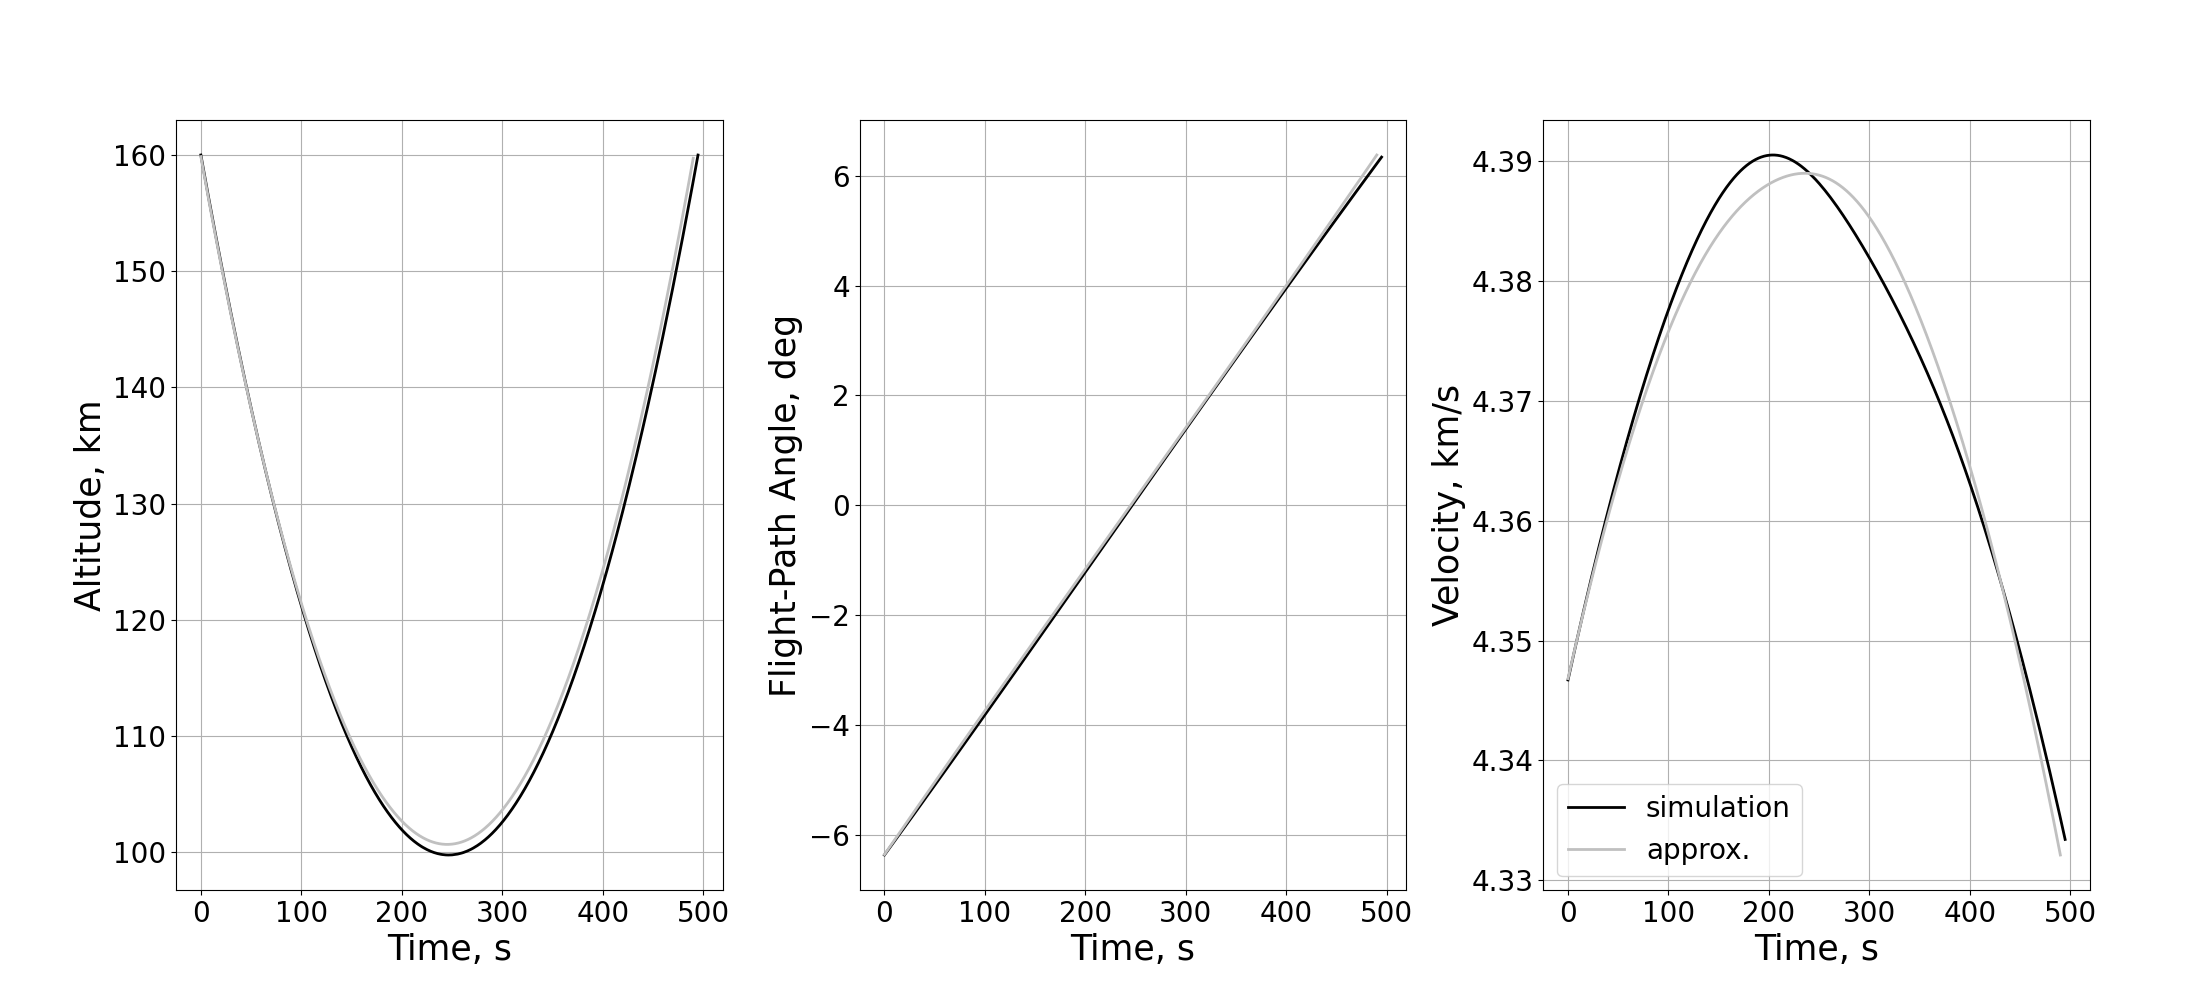 Altitude, km
160
150
140
130
120
110
100
0 100 200 300 400 500
Time, s
Flight-Path Angle, deg
6
4
2
0
−2
−4
−6
0 100 200 300 400 500
Time, s
Velocity, km/s
4.39
4.38
4.37
4.36
4.35
4.34
4.33
simulation
approx.
0 100 200 300 400 500
Time, s